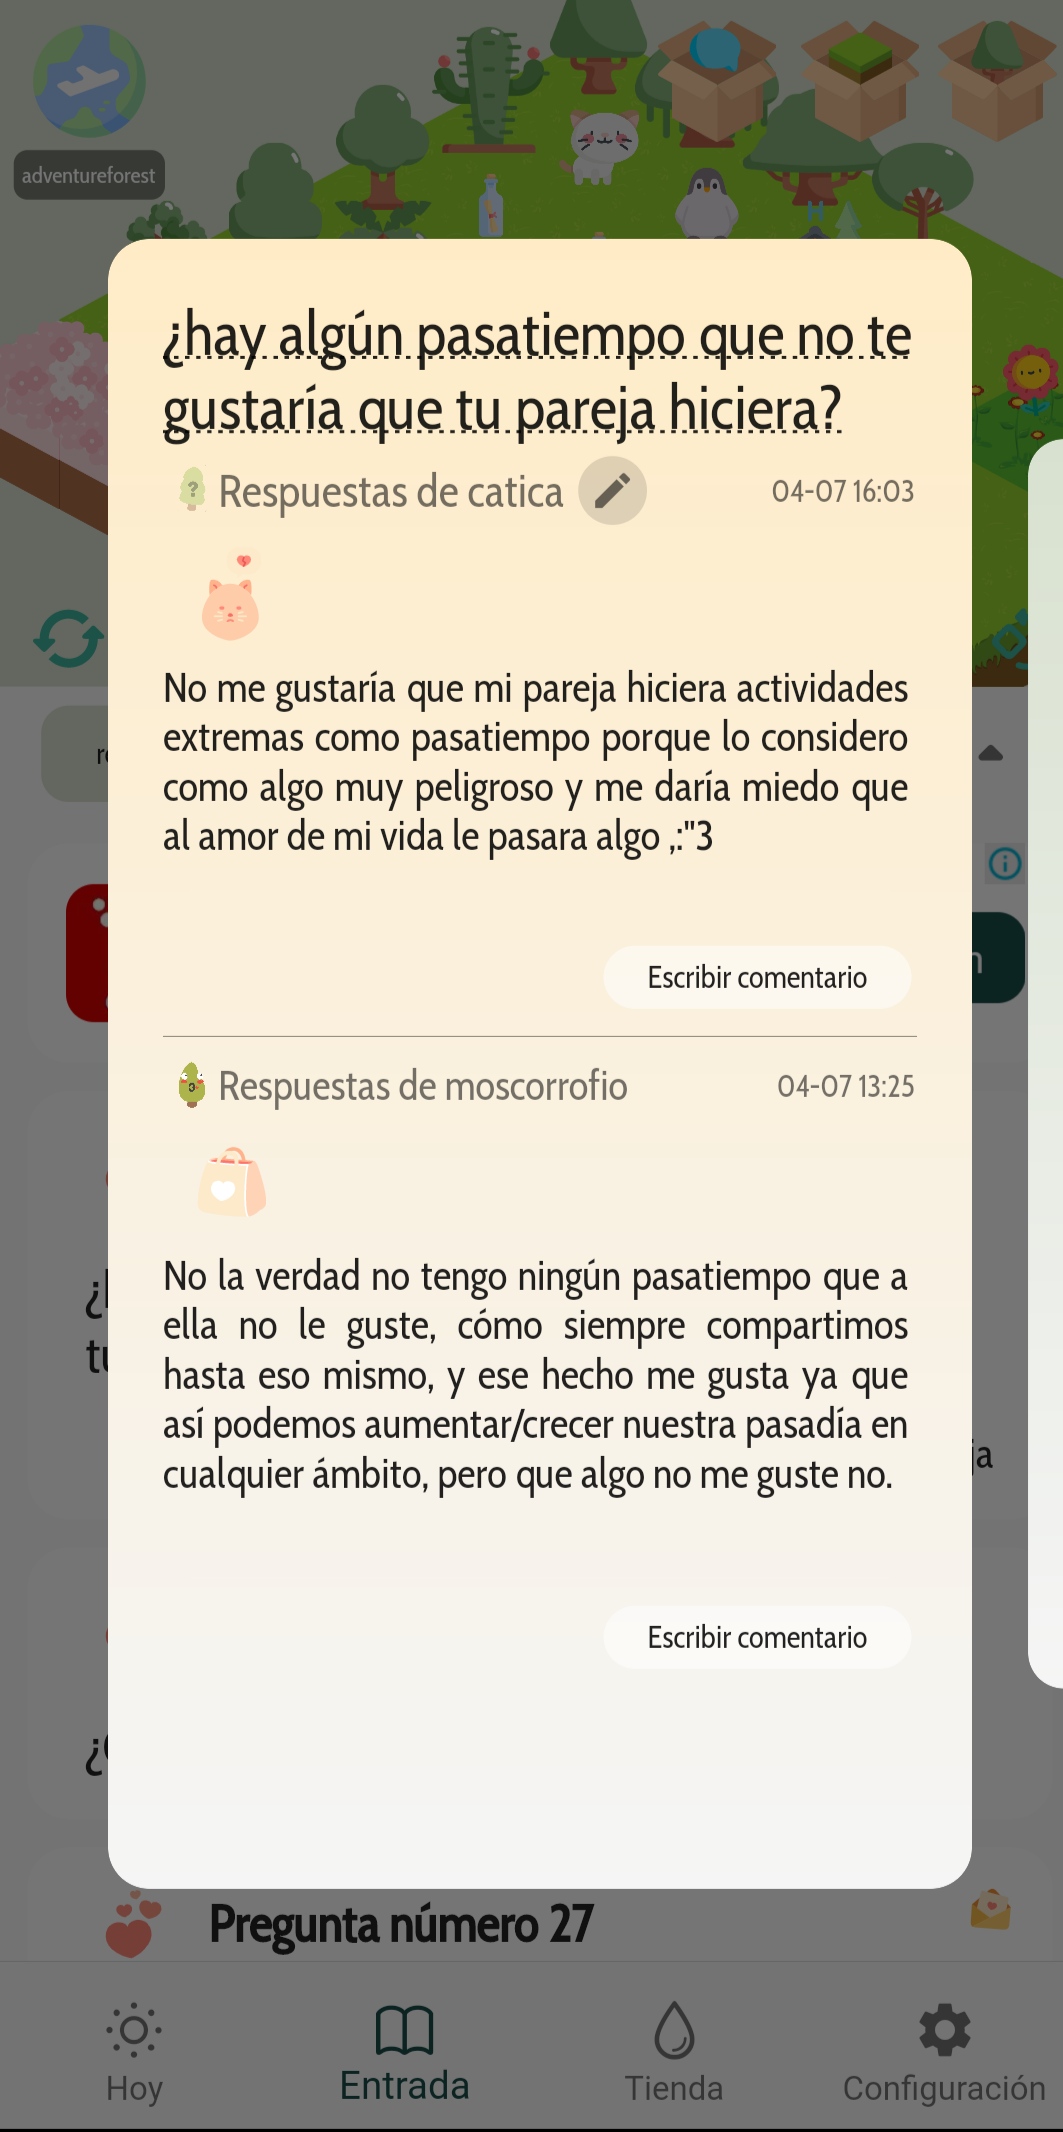 adventureforest
¿hay algún pasatiempo que no te
gustaría que tu pareja hiciera?
Respuestas de catica
04-07 16:03
No me gustaría que mi pareja hiciera actividades
extremas como pasatiempo porque lo considero
como algo muy peligroso y me daría miedo que
al amor de mi vida le pasara algo ,:"3
Escribir comentario
Respuestas de moscorrofio
04-07 13:25
No la verdad no tengo ningún pasatiempo que a
ella no le guste, cómo siempre compartimos
hasta eso mismo, y ese hecho me gusta ya que
así podemos aumentar/crecer nuestra pasadía en
cualquier ámbito, pero que algo no me guste no.
Escribir comentario
Pregunta número 27
Hoy
Entrada
Tienda
Configuración